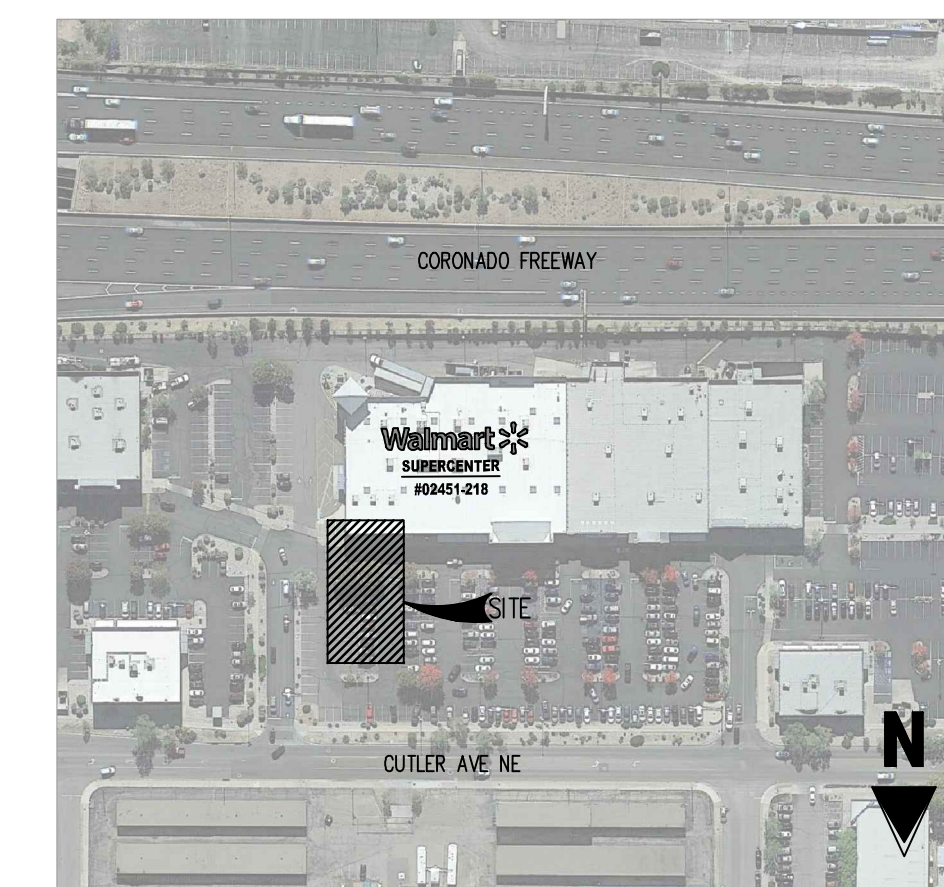 CORONADO FREEWAY
Walmart
SUPERCENTER
#02451-218
SITE
N
CUTLER AVE NE